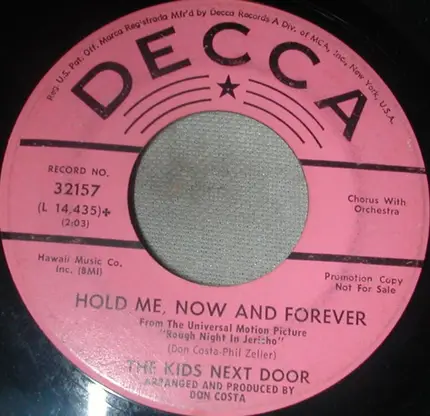 Reg. U.S. Pat. Off. Marca Registrada Mfr'd by Decca Records A Div. of MCA, Inc., New York, U.S.A.
DECCA
RECORD NO.
32157
(L 14,435)✤
(2:03)
Chorus With
Orchestra
Hawaii Music Co.
Inc. (BMI)
Promotion Copy
Not For Sale
HOLD ME, NOW AND FOREVER
From The Universal Motion Picture
"Rough Night In Jericho"
(Don Costa-Phil Zeller)
THE KIDS NEXT DOOR
ARRANGED AND PRODUCED BY
DON COSTA